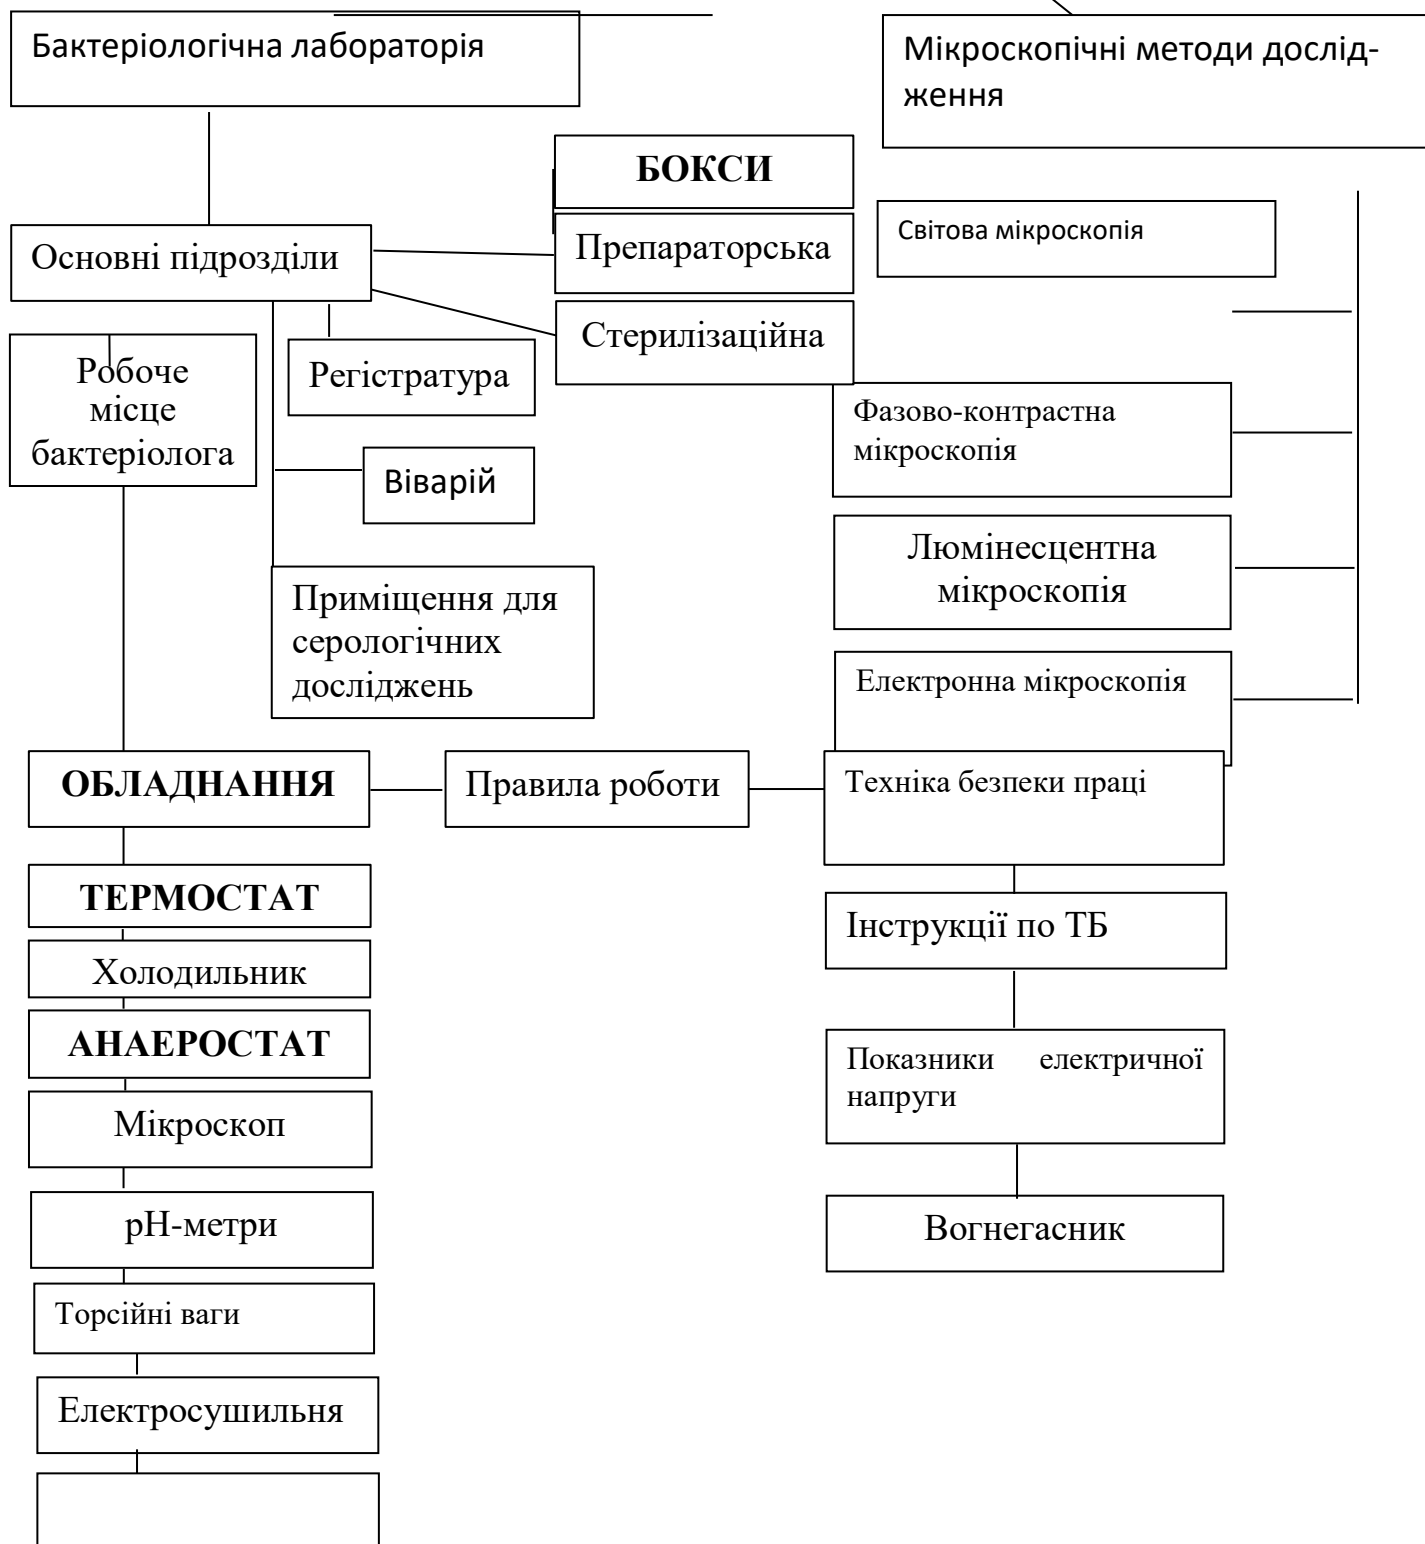 Бактеріологічна лабораторія
Мікроскопічні методи дослід-
ження
БОКСИ
Основні підрозділи
Препараторська
Світова мікроскопія
Стерилізаційна
Робоче
місце
бактеріолога
Регістратура
Фазово-контрастна
мікроскопія
Віварій
Люмінесцентна
мікроскопія
Приміщення для
серологічних
досліджень
Електронна мікроскопія
ОБЛАДНАННЯ
Правила роботи
Техніка безпеки праці
ТЕРМОСТАТ
Інструкції по ТБ
Холодильник
АНАЕРОСТАТ
Показники електричної
напруги
Мікроскоп
рН-метри
Вогнегасник
Торсійні ваги
Електросушильня